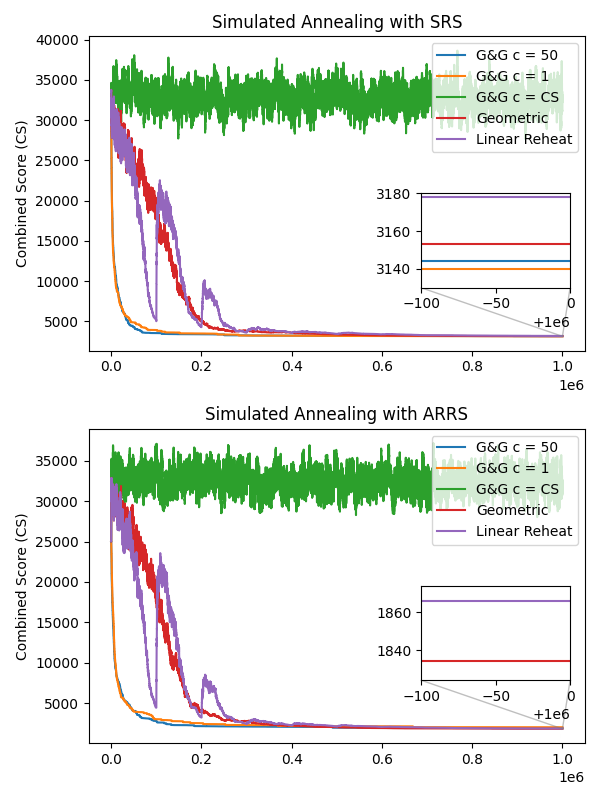 Simulated Annealing with SRS
Combined Score (CS)
40000
35000
30000
25000
20000
15000
10000
5000
G&G c = 50
G&G c = 1
G&G c = CS
Geometric
Linear Reheat
3180
3160
3140
−100 −50 0
+1e6
0.0 0.2 0.4 0.6 0.8 1.0
1e6
Simulated Annealing with ARRS
Combined Score (CS)
35000
30000
25000
20000
15000
10000
5000
G&G c = 50
G&G c = 1
G&G c = CS
Geometric
Linear Reheat
1860
1840
−100 −50 0
+1e6
0.0 0.2 0.4 0.6 0.8 1.0
1e6